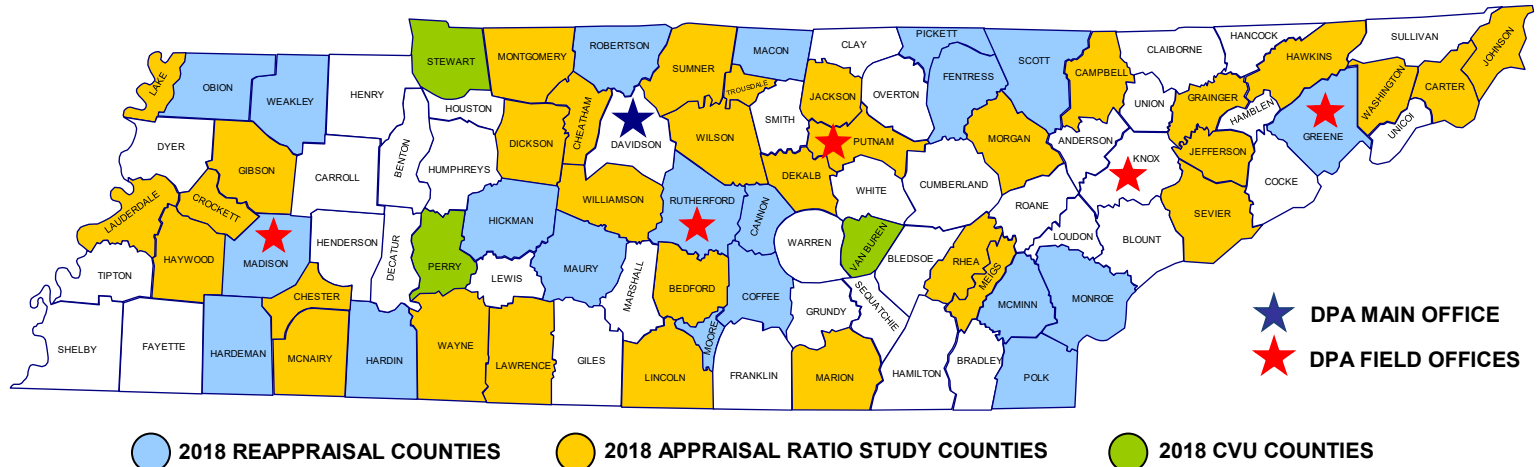 STEWART
MONTGOMERY
ROBERTSON
SUMNER
MACON
CLAY
PICKETT
SCOTT
CAMPBELL
CLAIBORNE
HANCOCK
HAWKINS
SULLIVAN
JOHNSON
LAKE
OBION
WEAKLEY
HENRY
HOUSTON
CHEATHAM
TROUSDALE
JACKSON
OVERTON
FENTRESS
UNION
GRAINGER
HAMBLEN
GREENE
WASHINGTON
CARTER
UNICOI
DYER
GIBSON
CARROLL
BENTON
HUMPHREYS
DICKSON
DAVIDSON
WILSON
SMITH
PUTNAM
MORGAN
ANDERSON
KNOX
JEFFERSON
COCKE
LAUDERDALE
CROCKETT
HICKMAN
WILLIAMSON
RUTHERFORD
CANNON
DEKALB
WHITE
CUMBERLAND
ROANE
SEVIER
TIPTON
HAYWOOD
MADISON
HENDERSON
DECATUR
PERRY
LEWIS
MAURY
MARSHALL
BEDFORD
COFFEE
WARREN
VAN BUREN
BLEDSOE
RHEA
MEIGS
LOUDON
BLOUNT
MONROE
MCMINN
CHESTER
SHELBY
FAYETTE
HARDEMAN
MCNAIRY
HARDIN
WAYNE
LAWRENCE
GILES
LINCOLN
MOORE
FRANKLIN
GRUNDY
SEQUATCHIE
MARION
HAMILTON
BRADLEY
POLK
DPA MAIN OFFICE
DPA FIELD OFFICES
2018 REAPPRAISAL COUNTIES
2018 APPRAISAL RATIO STUDY COUNTIES
2018 CVU COUNTIES